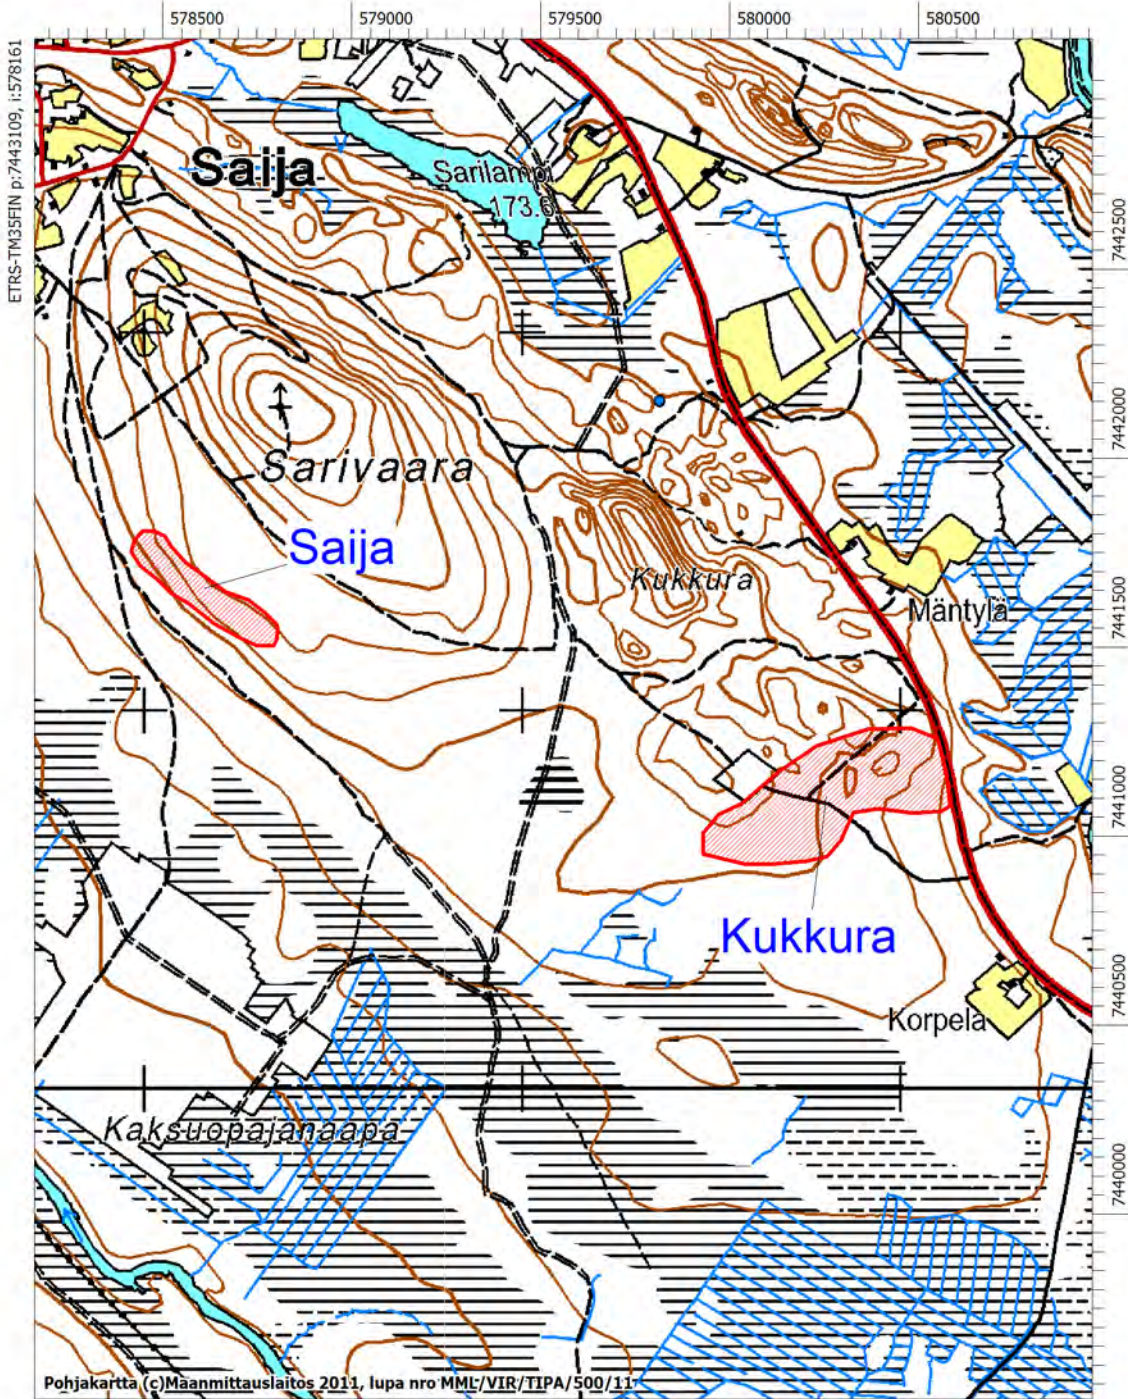 578500 579000 579500 580000 580500
ETRS-TM35FIN p:7443109, i:578161
Saija
Sarilampi
173.6
7442500
7442000
Sarivaara
Saija
Kukkura
7441500
Mäntylä
7441000
Kukkura
7440500
Korpela
Kaksuopajanaapa
7440000
Pohjakartta (c)Maanmittauslaitos 2011, lupa nro MML/VIR/TIPA/500/11